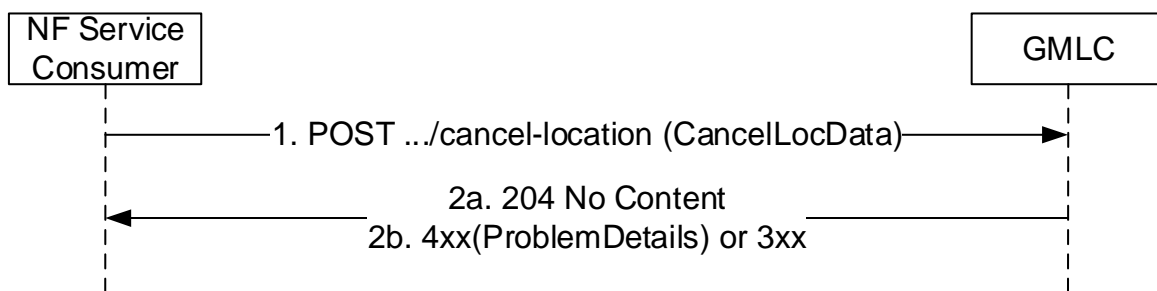 NF Service
Consumer
GMLC
1. POST .../cancel-location (CancelLocData)
2a. 204 No Content
2b. 4xx(ProblemDetails) or 3xx